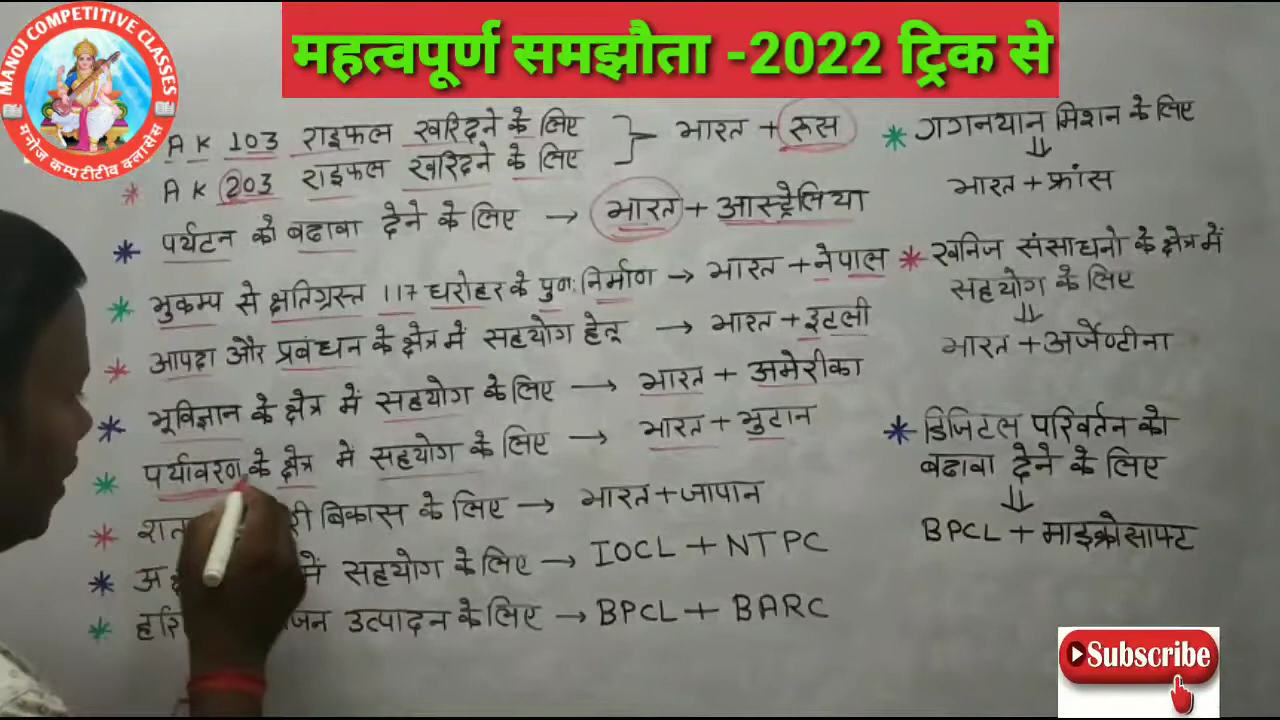 MANOJ COMPETITIVE CLASSES
मनोज कम्पटीटीव क्लासेस
महत्वपूर्ण समझौता -2022 ट्रिक से
AK 103 राइफल खरिदने के लिए
* AK 203 राइफल खरिदने के लिए
} भारत + रूस
* पर्यटन को बढावा देने के लिए → भारत + आस्ट्रेलिया
* भुकम्प से क्षतिग्रस्त 117 धरोहर के पुण: निर्माण → भारत + नेपाल
* आपदा और प्रबंधन के क्षेत्र में सहयोग हेतू → भारत + इटली
* भूविज्ञान के क्षेत्र में सहयोग के लिए → भारत + अमेरीका
* पर्यावरण के क्षेत्र में सहयोग के लिए → भारत + भुटान
* बिकास के लिए → भारत + जापान
* में सहयोग के लिए → IOCL + NTPC
* उत्पादन के लिए → BPCL + BARC
* गगनयान मिशन के लिए
⇓
भारत + फ्रांस
* खनिज संसाधनो के क्षेत्र में
सहयोग के लिए
⇓
भारत + अर्जेण्टीना
* डिजिटल परिवर्तन को
बढावा देने के लिए
⇓
BPCL + माइक्रोसाफ्ट
Subscribe